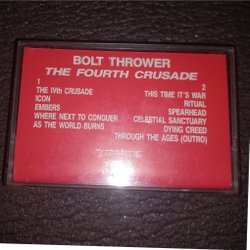 BOLT THROWER
THE FOURTH CRUSADE
1
THE IVth CRUSADE
ICON
EMBERS
WHERE NEXT TO CONQUER
AS THE WORLD BURNS
2
THIS TIME IT'S WAR
RITUAL
SPEARHEAD
CELESTIAL SANCTUARY
DYING CREED
THROUGH THE AGES (OUTRO)